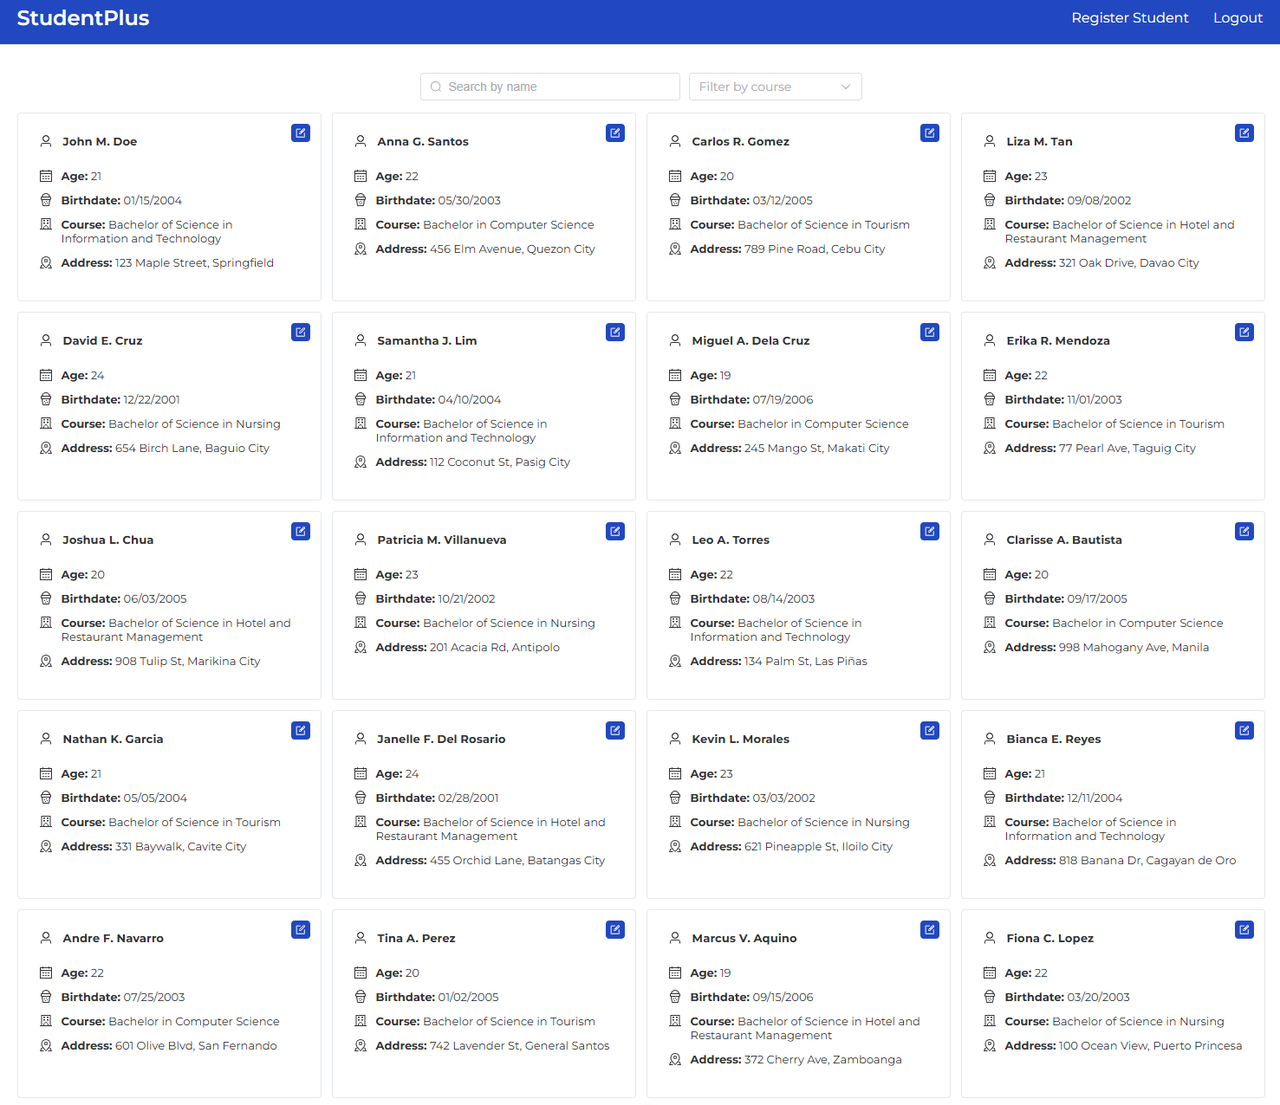 StudentPlus
Register Student
Logout
Search by name
Filter by course
John M. Doe
Age: 21
Birthdate: 01/15/2004
Course: Bachelor of Science in
Information and Technology
Address: 123 Maple Street, Springfield
Anna G. Santos
Age: 22
Birthdate: 05/30/2003
Course: Bachelor in Computer Science
Address: 456 Elm Avenue, Quezon City
Carlos R. Gomez
Age: 20
Birthdate: 03/12/2005
Course: Bachelor of Science in Tourism
Address: 789 Pine Road, Cebu City
Liza M. Tan
Age: 23
Birthdate: 09/08/2002
Course: Bachelor of Science in Hotel and
Restaurant Management
Address: 321 Oak Drive, Davao City
David E. Cruz
Age: 24
Birthdate: 12/22/2001
Course: Bachelor of Science in Nursing
Address: 654 Birch Lane, Baguio City
Samantha J. Lim
Age: 21
Birthdate: 04/10/2004
Course: Bachelor of Science in
Information and Technology
Address: 112 Coconut St, Pasig City
Miguel A. Dela Cruz
Age: 19
Birthdate: 07/19/2006
Course: Bachelor in Computer Science
Address: 245 Mango St, Makati City
Erika R. Mendoza
Age: 22
Birthdate: 11/01/2003
Course: Bachelor of Science in Tourism
Address: 77 Pearl Ave, Taguig City
Joshua L. Chua
Age: 20
Birthdate: 06/03/2005
Course: Bachelor of Science in Hotel and
Restaurant Management
Address: 908 Tulip St, Marikina City
Patricia M. Villanueva
Age: 23
Birthdate: 10/21/2002
Course: Bachelor of Science in Nursing
Address: 201 Acacia Rd, Antipolo
Leo A. Torres
Age: 22
Birthdate: 08/14/2003
Course: Bachelor of Science in
Information and Technology
Address: 134 Palm St, Las Piñas
Clarisse A. Bautista
Age: 20
Birthdate: 09/17/2005
Course: Bachelor in Computer Science
Address: 998 Mahogany Ave, Manila
Nathan K. Garcia
Age: 21
Birthdate: 05/05/2004
Course: Bachelor of Science in Tourism
Address: 331 Baywalk, Cavite City
Janelle F. Del Rosario
Age: 24
Birthdate: 02/28/2001
Course: Bachelor of Science in Hotel and
Restaurant Management
Address: 455 Orchid Lane, Batangas City
Kevin L. Morales
Age: 23
Birthdate: 03/03/2002
Course: Bachelor of Science in Nursing
Address: 621 Pineapple St, Iloilo City
Bianca E. Reyes
Age: 21
Birthdate: 12/11/2004
Course: Bachelor of Science in
Information and Technology
Address: 818 Banana Dr, Cagayan de Oro
Andre F. Navarro
Age: 22
Birthdate: 07/25/2003
Course: Bachelor in Computer Science
Address: 601 Olive Blvd, San Fernando
Tina A. Perez
Age: 20
Birthdate: 01/02/2005
Course: Bachelor of Science in Tourism
Address: 742 Lavender St, General Santos
Marcus V. Aquino
Age: 19
Birthdate: 09/15/2006
Course: Bachelor of Science in Hotel and
Restaurant Management
Address: 372 Cherry Ave, Zamboanga
Fiona C. Lopez
Age: 22
Birthdate: 03/20/2003
Course: Bachelor of Science in Nursing
Address: 100 Ocean View, Puerto Princesa